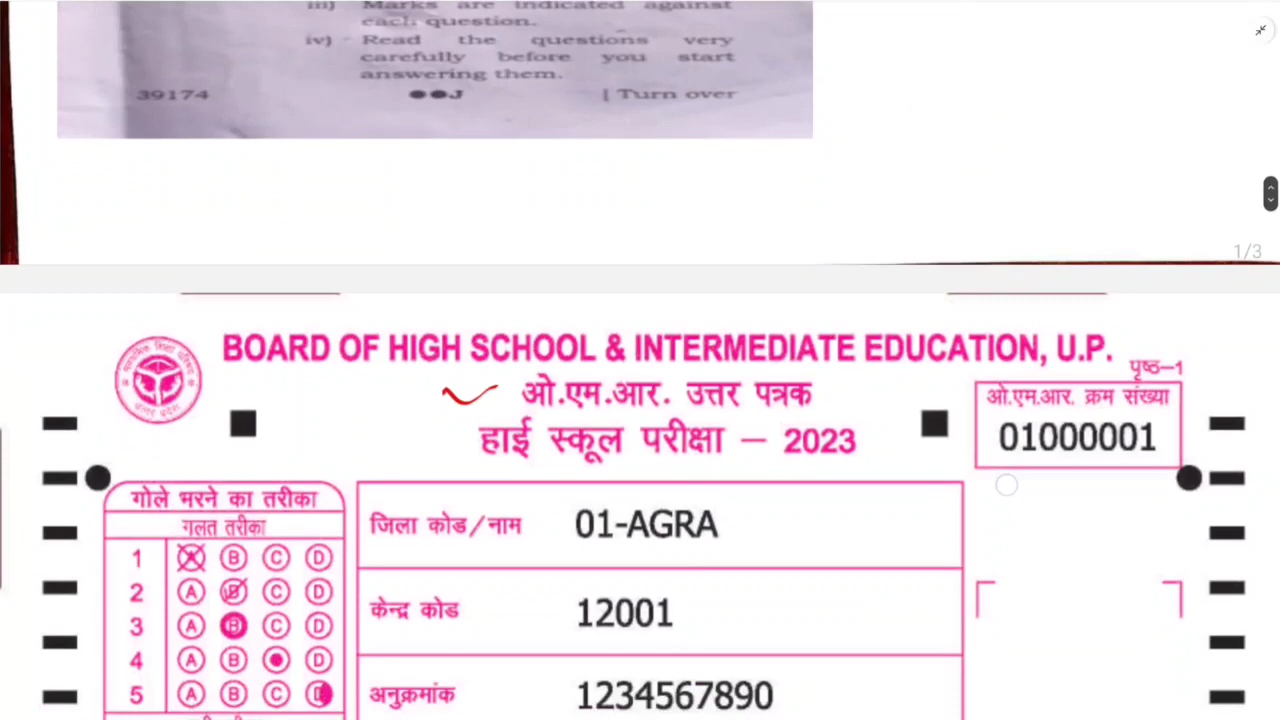 iii) Marks are indicated against
each question.
iv) Read the questions very
carefully before you start
answering them.
39174 ●●J [ Turn over
1/3
BOARD OF HIGH SCHOOL & INTERMEDIATE EDUCATION, U.P.
पृष्ठ–1
ओ.एम.आर. उत्तर पत्रक
हाई स्कूल परीक्षा – 2023
ओ.एम.आर. क्रम संख्या
01000001
गोले भरने का तरीका
गलत तरीका
1 A B C D
2 A B C D
3 A B C D
4 A B D
5 A B C D
जिला कोड/नाम 01-AGRA
केन्द्र कोड 12001
अनुक्रमांक 1234567890